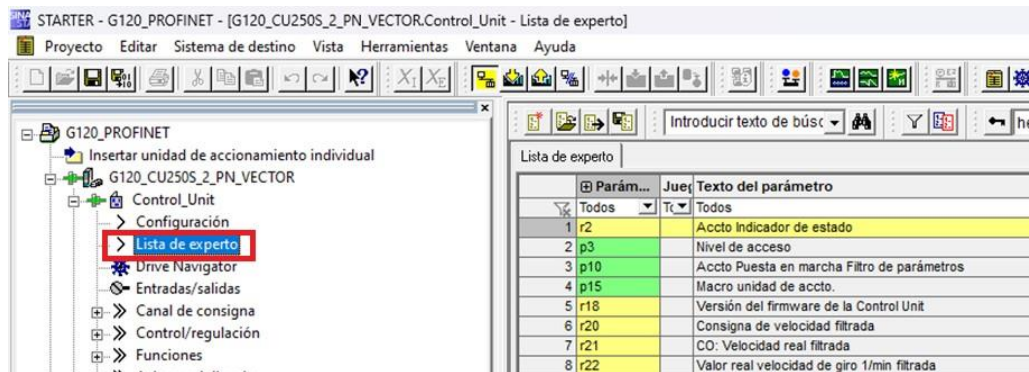 STARTER - G120_PROFINET - [G120_CU250S_2_PN_VECTOR.Control_Unit - Lista de experto]
Proyecto Editar Sistema de destino Vista Herramientas Ventana Ayuda
G120_PROFINET
Insertar unidad de accionamiento individual
G120_CU250S_2_PN_VECTOR
Control_Unit
Configuración
Lista de experto
Drive Navigator
Entradas/salidas
Canal de consigna
Control/regulación
Funciones
Introducir texto de búsc
Lista de experto
Parám... Jueg Texto del parámetro
Todos Todos
1 r2 Accto Indicador de estado
2 p3 Nivel de acceso
3 p10 Accto Puesta en marcha Filtro de parámetros
4 p15 Macro unidad de accto.
5 r18 Versión del firmware de la Control Unit
6 r20 Consigna de velocidad filtrada
7 r21 CO: Velocidad real filtrada
8 r22 Valor real velocidad de giro 1/min filtrada